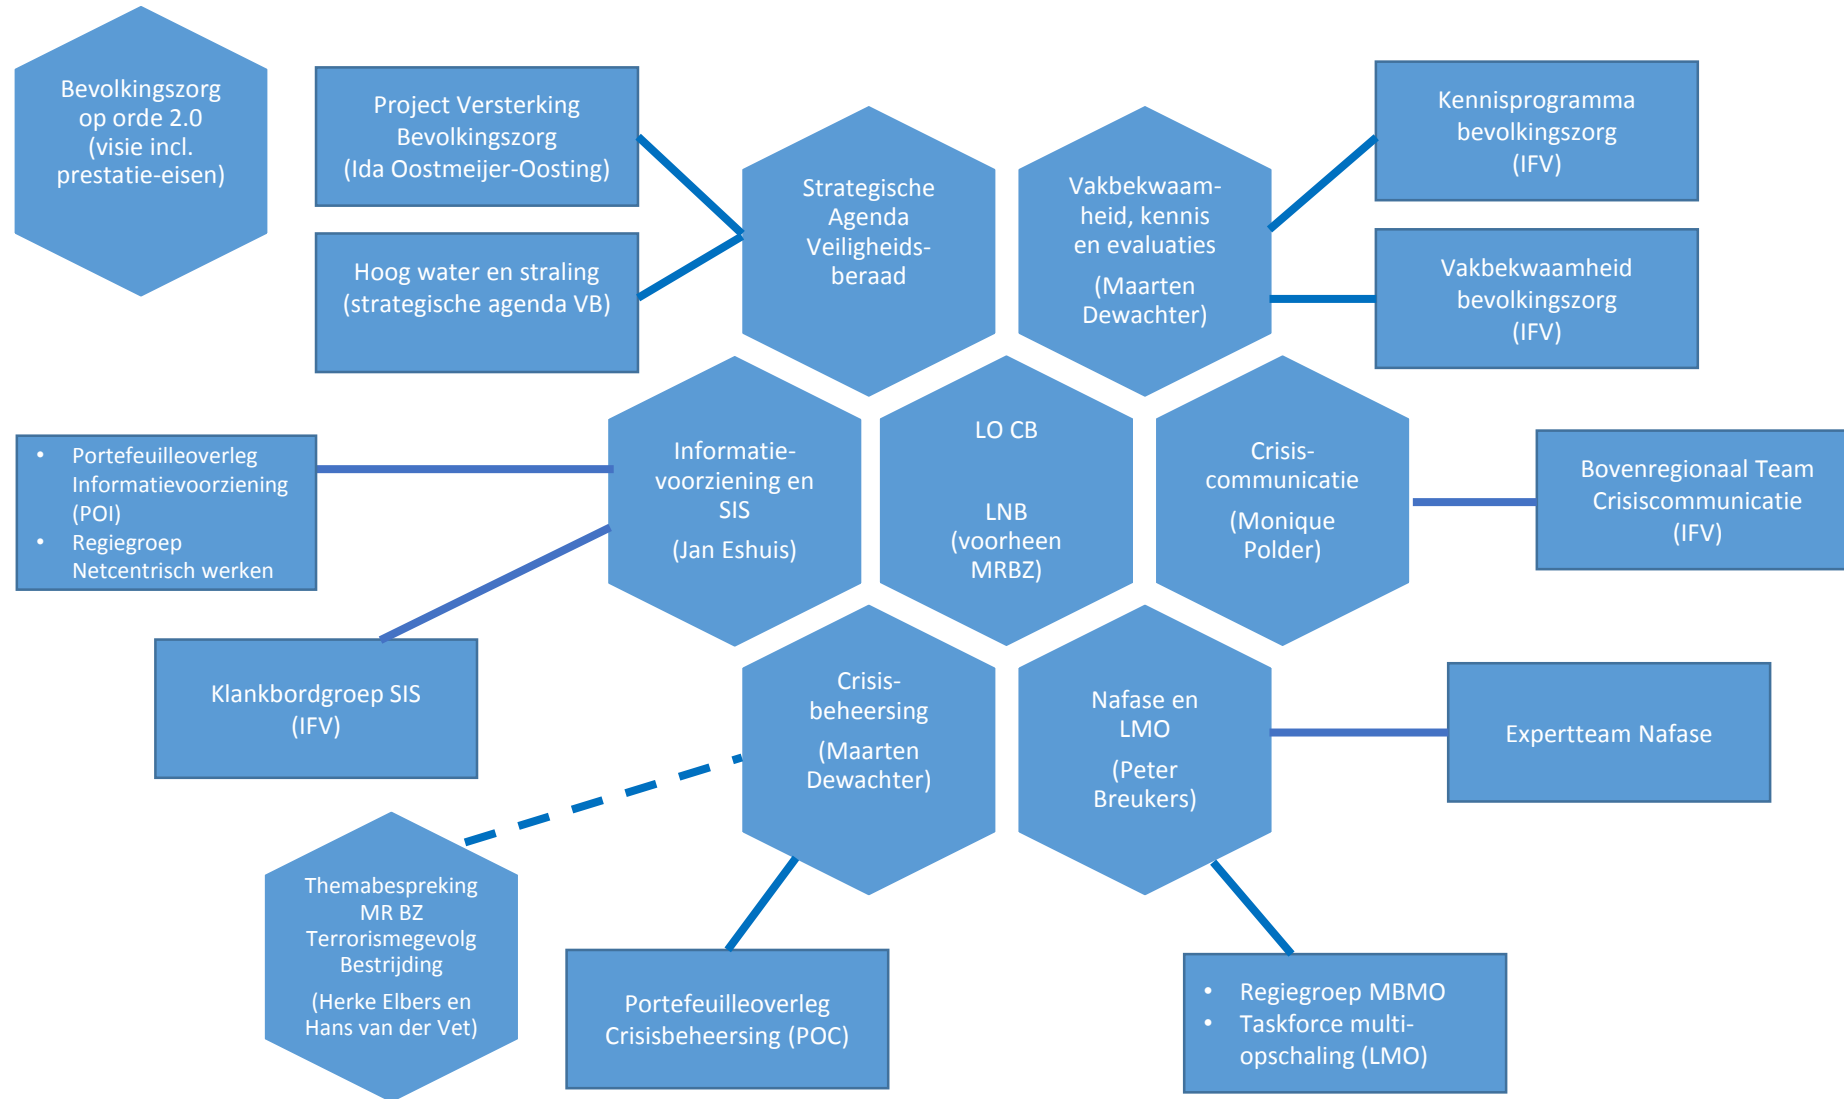 Bevolkingszorg
op orde 2.0
(visie incl.
prestatie-eisen)
Project Versterking
Bevolkingszorg
(Ida Oostmeijer-Oosting)
Hoog water en straling
(strategische agenda VB)
Strategische
Agenda
Veiligheids-
beraad
Vakbekwaam-
heid, kennis
en evaluaties
(Maarten
Dewachter)
Kennisprogramma
bevolkingszorg
(IFV)
Vakbekwaamheid
bevolkingszorg
(IFV)
• Portefeuilleoverleg
Informatievoorziening
(POI)
• Regiegroep
Netcentrisch werken
Informatie-
voorziening en
SIS
(Jan Eshuis)
LO CB
LNB
(voorheen
MRBZ)
Crisis-
communicatie
(Monique
Polder)
Bovenregionaal Team
Crisiscommunicatie
(IFV)
Klankbordgroep SIS
(IFV)
Crisis-
beheersing
(Maarten
Dewachter)
Nafase en
LMO
(Peter
Breukers)
Expertteam Nafase
Themabespreking
MR BZ
Terrorismegevolg
Bestrijding
(Herke Elbers en
Hans van der Vet)
Portefeuilleoverleg
Crisisbeheersing (POC)
• Regiegroep MBMO
• Taskforce multi-
opschaling (LMO)